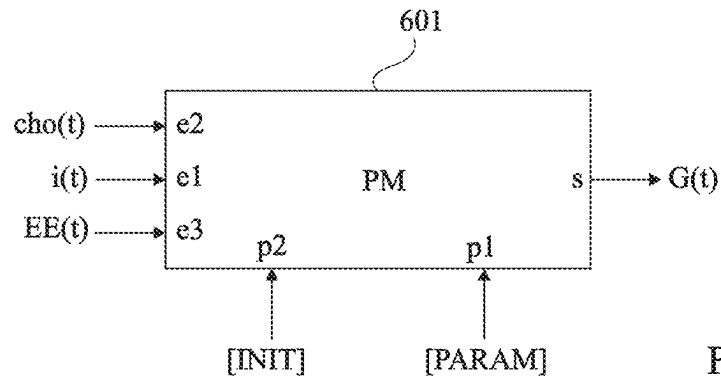 601
cho(t) e2
i(t) e1 PM s G(t)
EE(t) e3
p2 p1
[INIT] [PARAM]